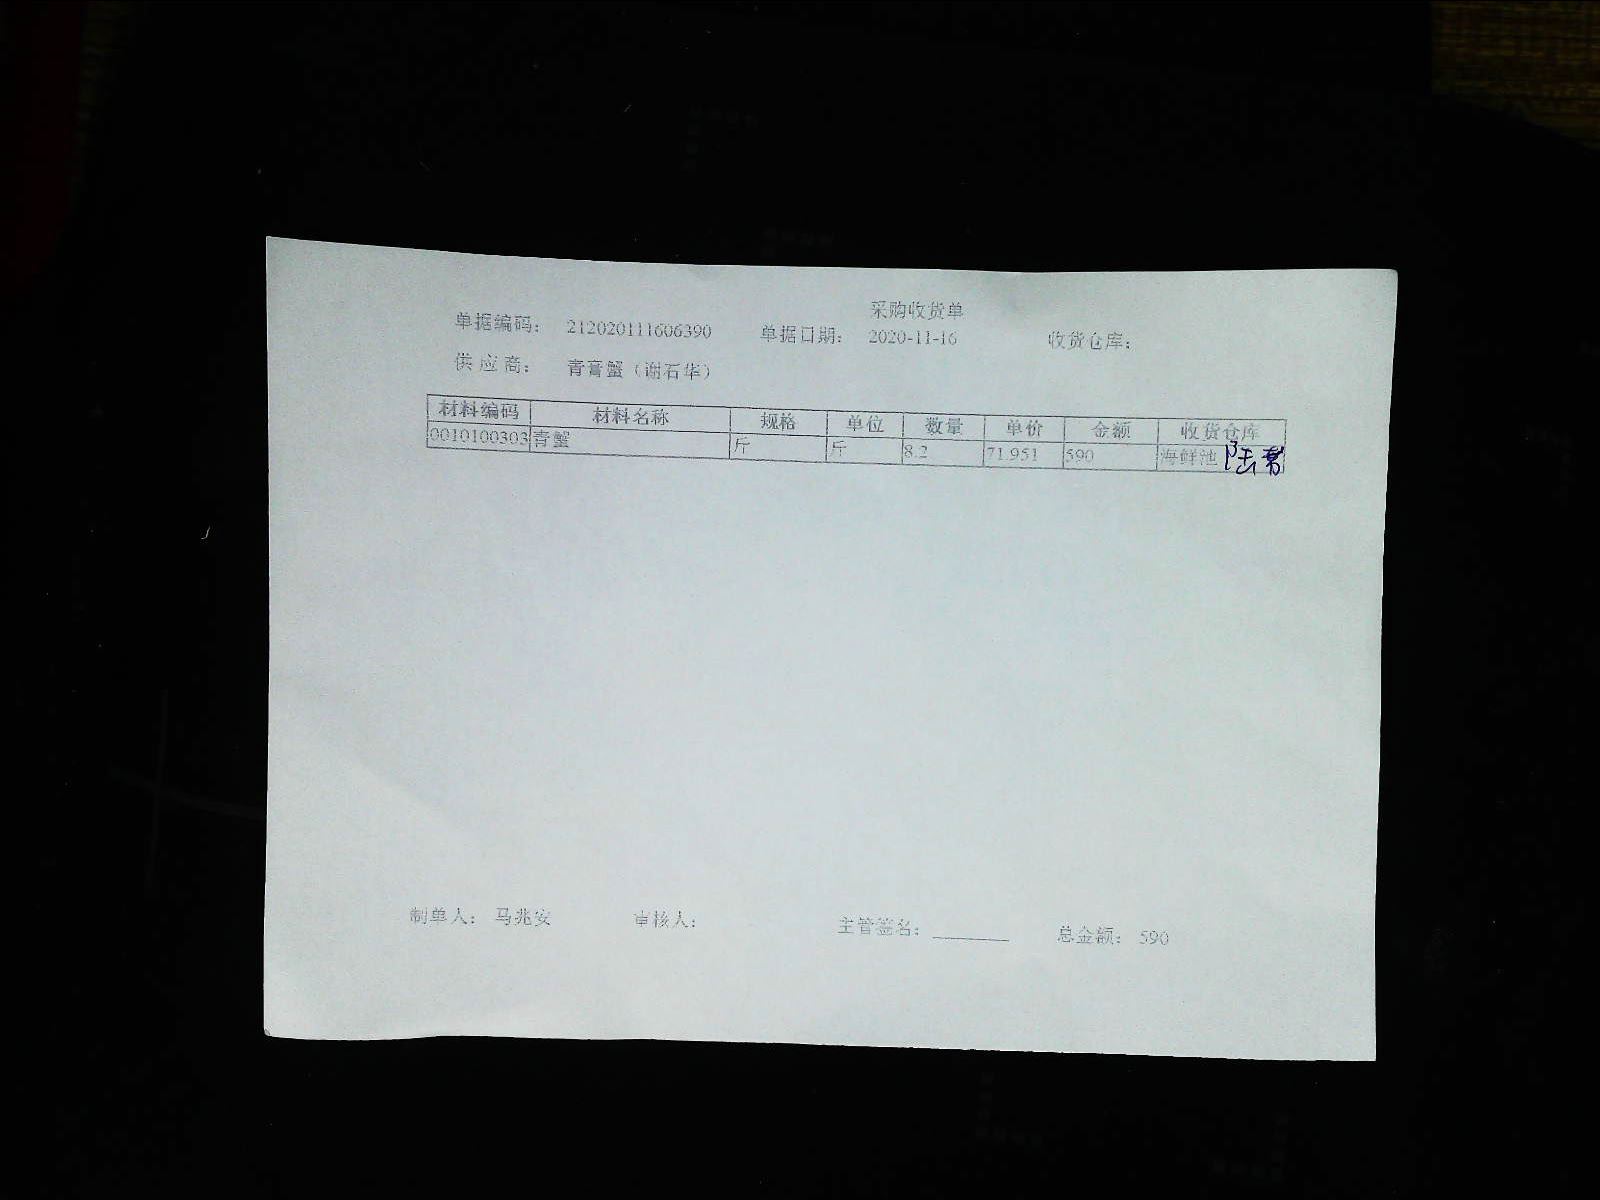 采购收货单
单据编码： 212020111606390 单据日期： 2020-11-16 收货仓库：
供 应 商： 青膏蟹（谢石华）
材料编码 材料名称 规格 单位 数量 单价 金额 收货仓库
0010100303 青蟹 斤 斤 8.2 71.951 590 海鲜池
制单人： 马兆安 审核人： 主管签名： ________ 总金额： 590